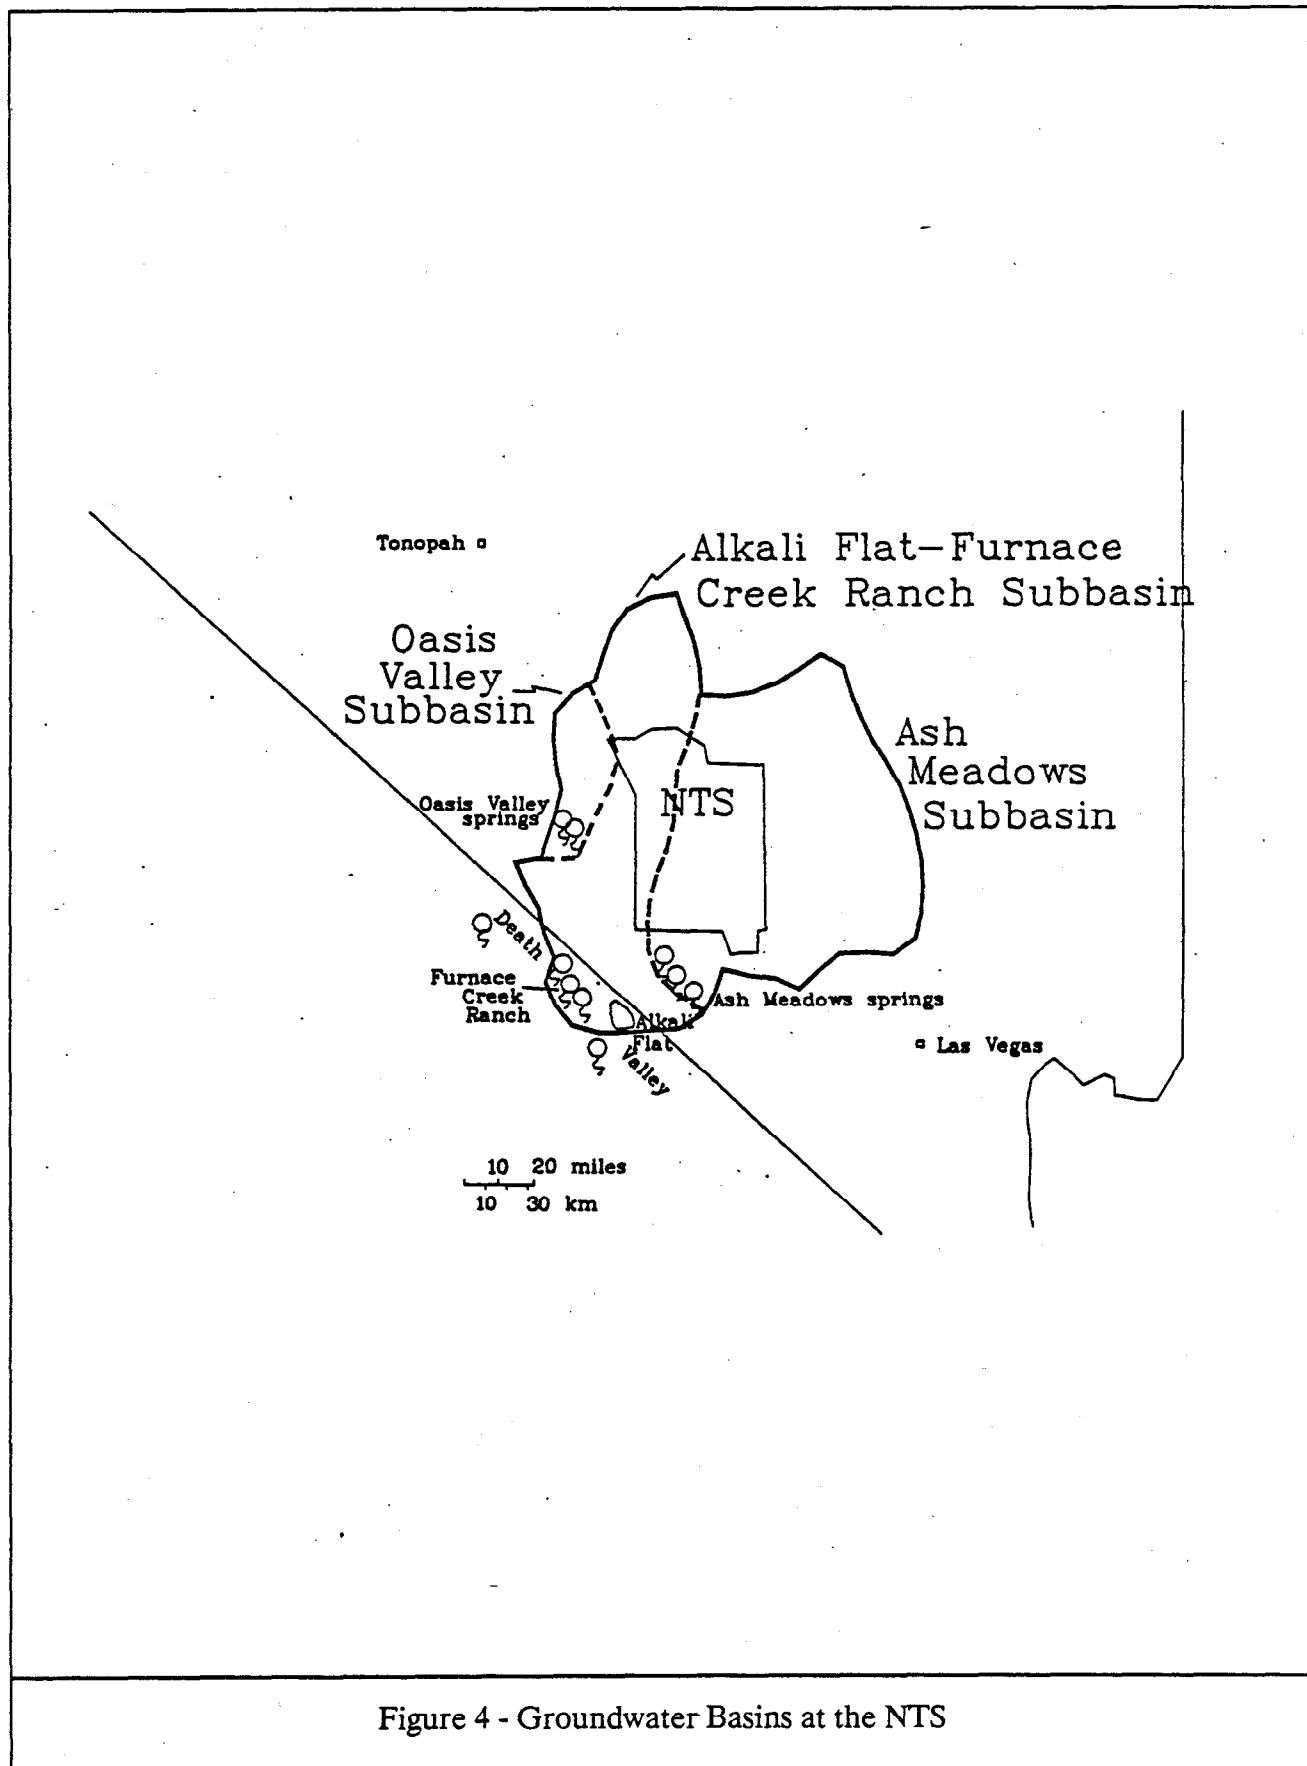 Tonopah
Alkali Flat-Furnace
Creek Ranch Subbasin
Oasis
Valley
Subbasin
Ash
Meadows
Subbasin
NTS
Oasis Valley
springs
Death
Furnace
Creek
Ranch
Ash Meadows springs
Alkali
Flat
Valley
Las Vegas
10 20 miles
10 30 km
Figure 4 - Groundwater Basins at the NTS